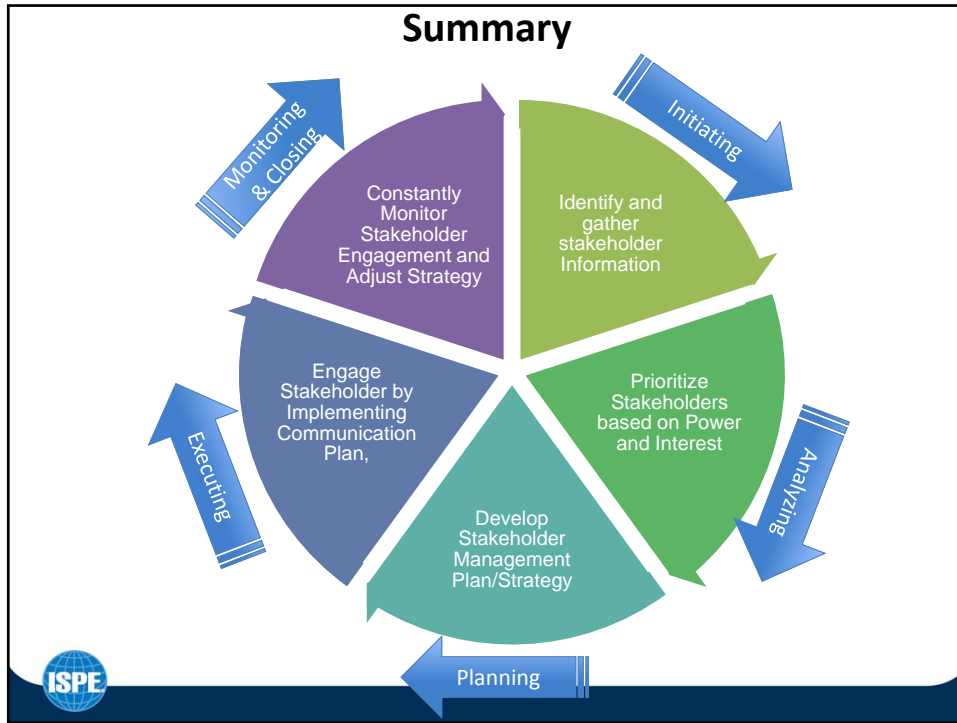 Summary
Initiating
Identify and
gather
stakeholder
Information
Prioritize
Stakeholders
based on Power
and Interest
Analyzing
Develop
Stakeholder
Management
Plan/Strategy
Planning
Engage
Stakeholder by
Implementing
Communication
Plan,
Executing
Constantly
Monitor
Stakeholder
Engagement and
Adjust Strategy
Monitoring
& Closing
ISPE